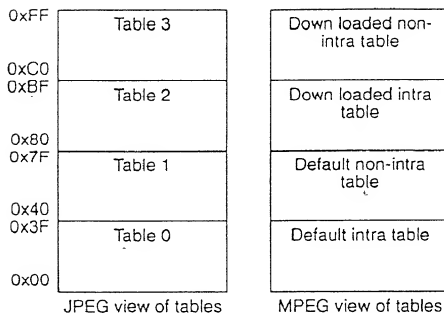 0xFF
Table 3
0xC0
0xBF
Table 2
0x80
0x7F
Table 1
0x40
0x3F
Table 0
0x00
JPEG view of tables
Down loaded non-
intra table
Down loaded intra
table
Default non-intra
table
Default intra table
MPEG view of tables